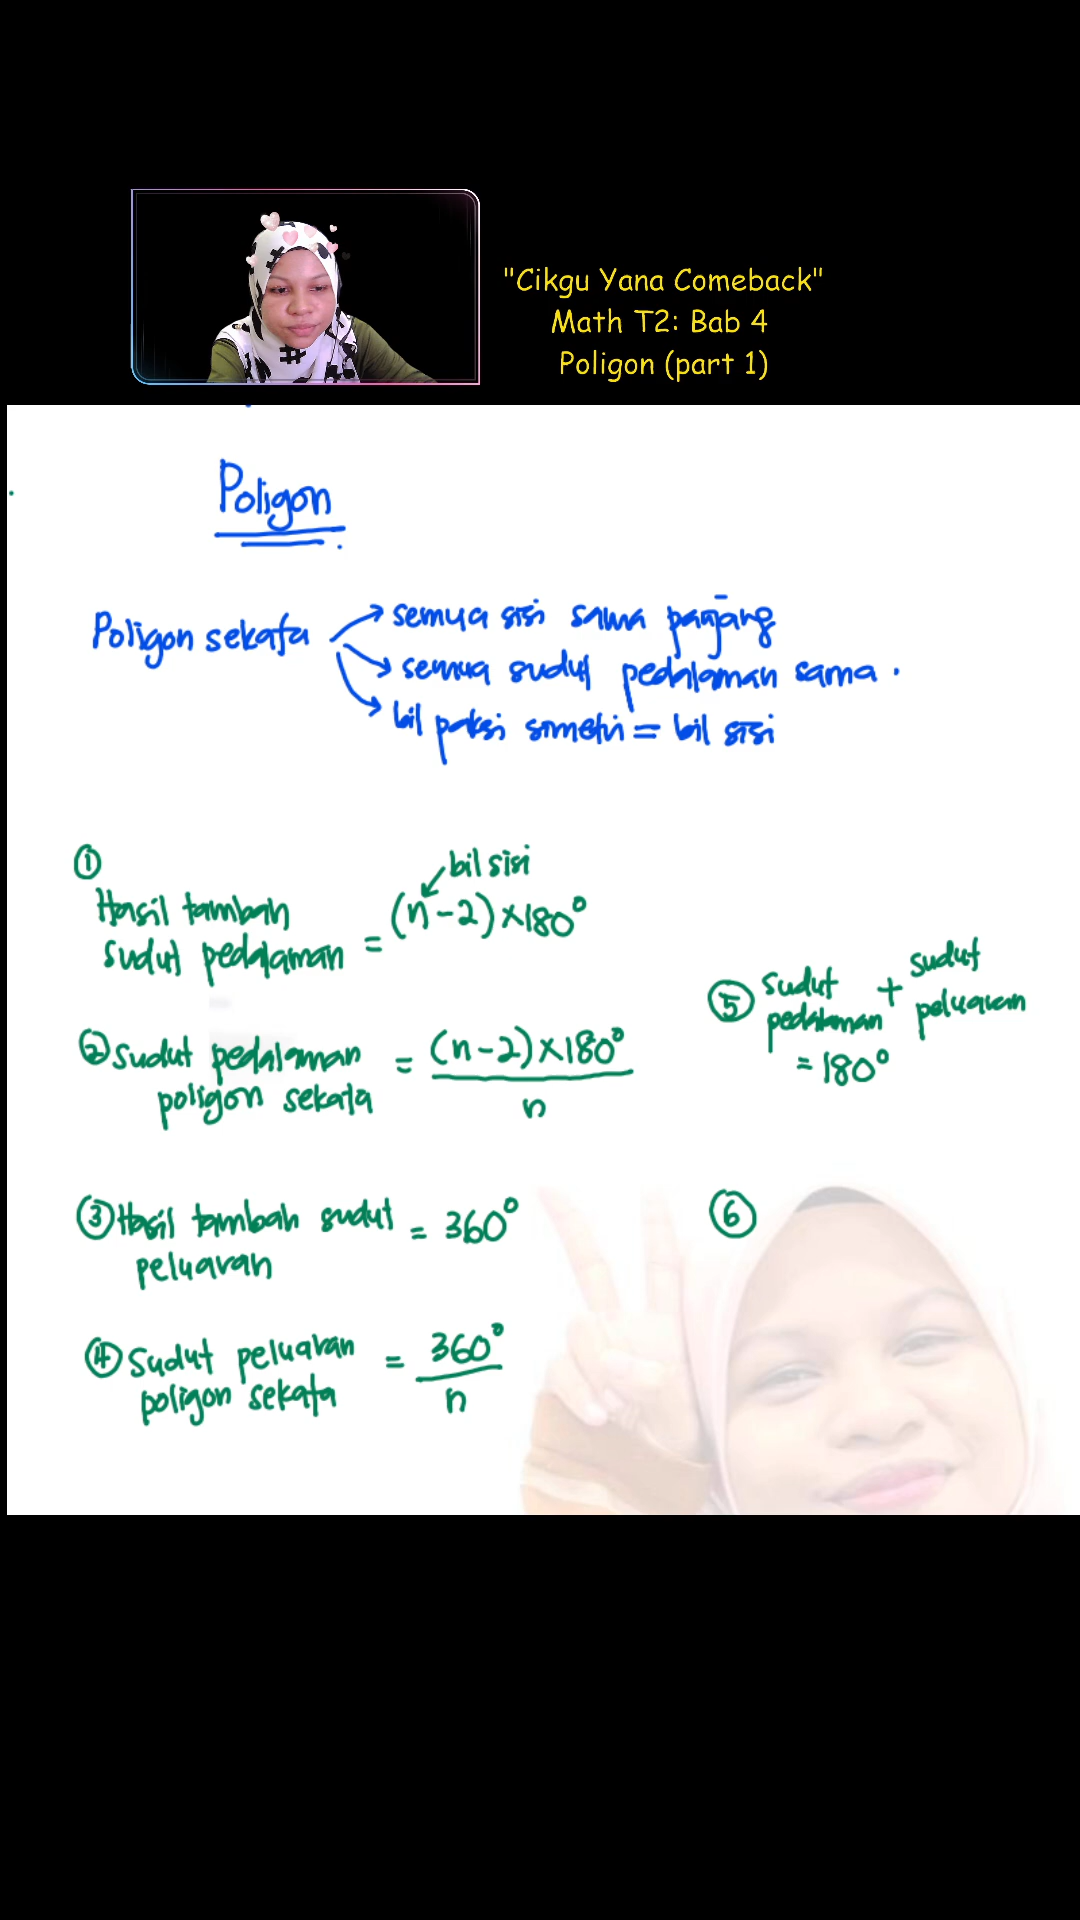 "Cikgu Yana Comeback"
Math T2: Bab 4
Poligon (part 1)
Poligon
Poligon sekata
semua sisi sama panjang
semua sudut pedalaman sama.
bil paksi simetri = bil sisi
①
bil sisi
Hasil tambah
sudut pedalaman = (n-2)×180°
② sudut pedalaman
poligon sekata = (n-2)×180°
n
③ Hasil tambah sudut = 360°
peluaran
④ Sudut peluaran
poligon sekata = 360°
n
⑤ sudut pedalaman + sudut peluaran
= 180°
⑥